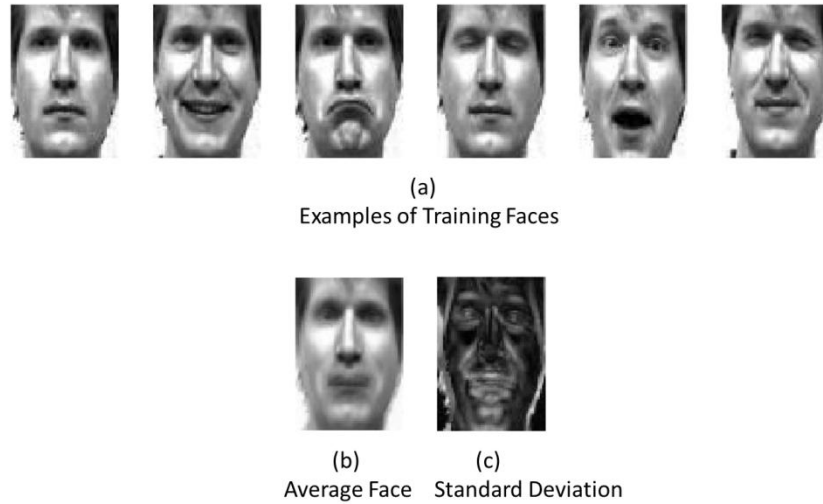 (a)
Examples of Training Faces
(b) (c)
Average Face Standard Deviation